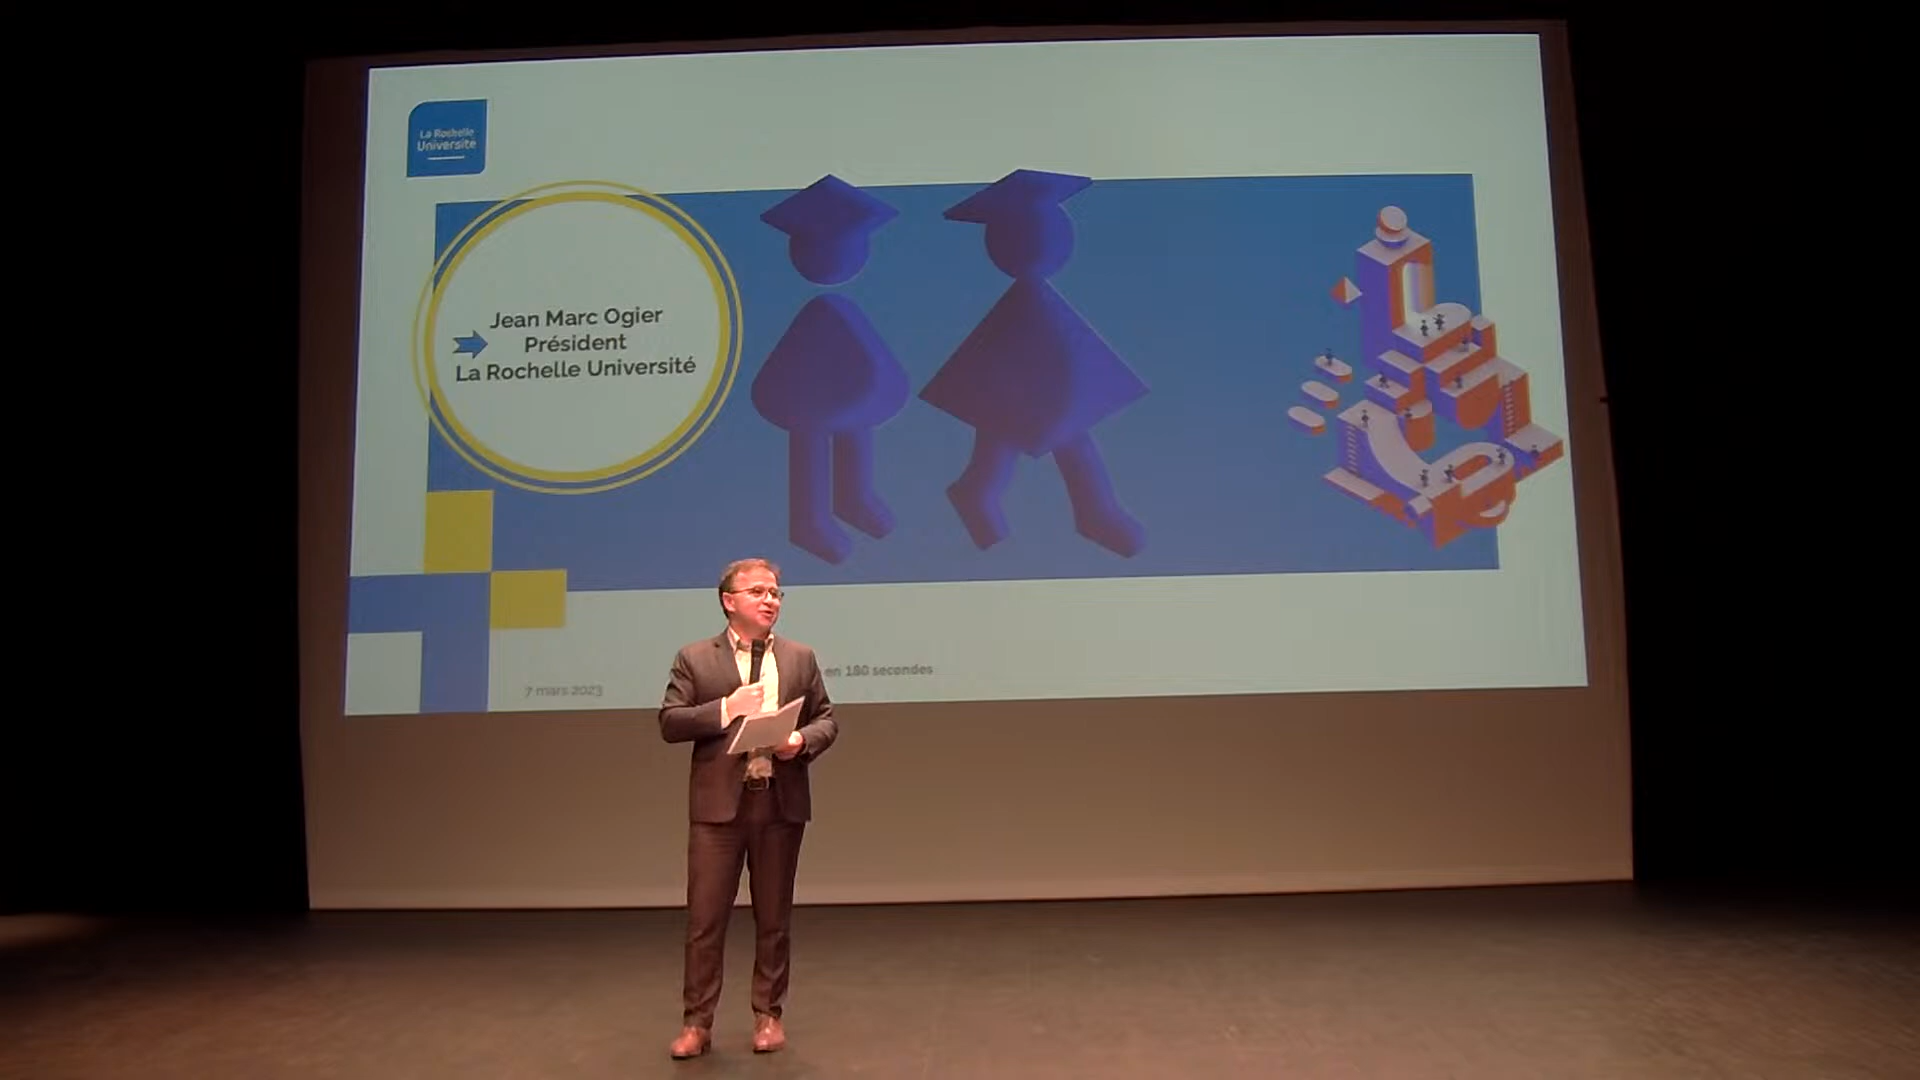 La Rochelle
Université
Jean Marc Ogier
Président
La Rochelle Université
7 mars 2023
en 180 secondes